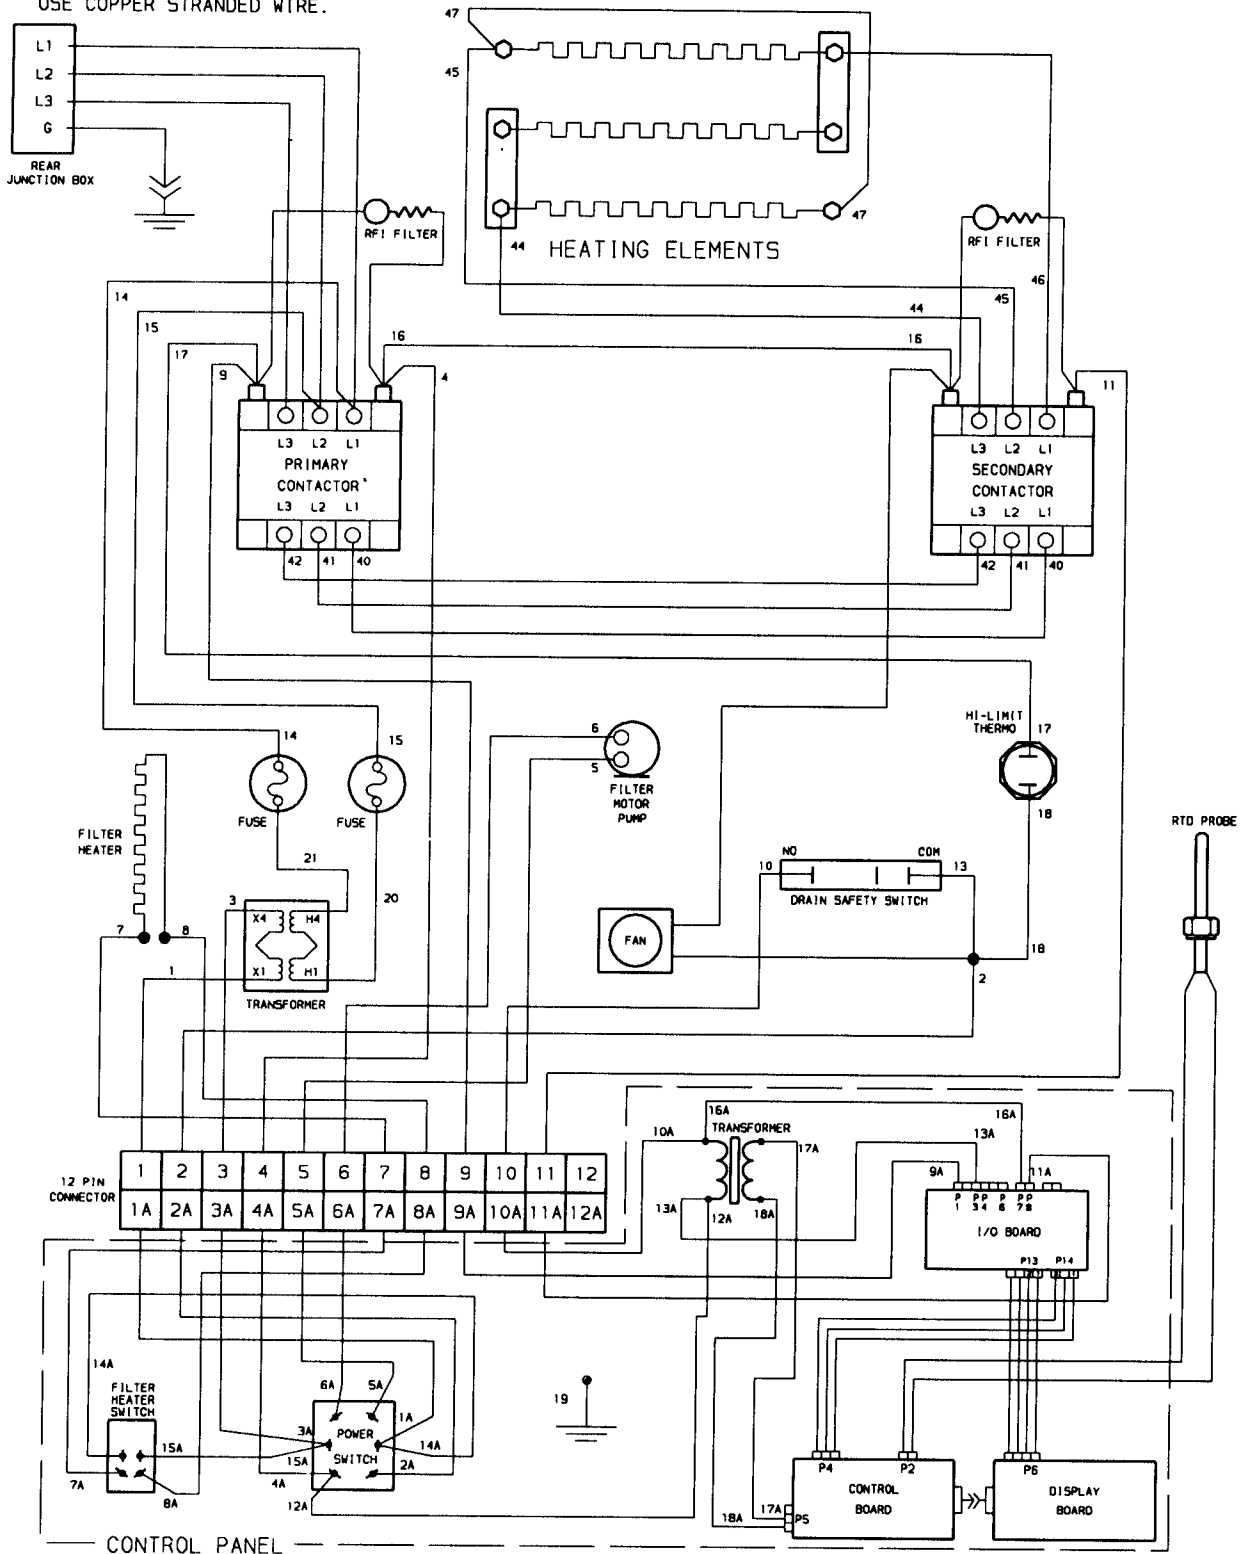 USE COPPER STRANDED WIRE.
47
L1
L2
L3
G
45
REAR
JUNCTION BOX
RFI FILTER
44
HEATING ELEMENTS
47
RFI FILTER
14
15
17
9
16
4
44
45
46
16
11
L3 L2 L1
PRIMARY
CONTACTOR
L3 L2 L1
42 41 40
L3 L2 L1
SECONDARY
CONTACTOR
L3 L2 L1
42 41 40
14
15
6
5
FILTER
MOTOR
PUMP
HI-LIMIT
THERMO
17
18
FUSE
FUSE
FILTER
HEATER
21
20
NO
COM
10
13
DRAIN SAFETY SWITCH
RTD PROBE
3
X4 H4
7
8
1
X1 H1
TRANSFORMER
FAN
18
2
12 PIN
CONNECTOR
1 2 3 4 5 6 7 8 9 10 11 12
1A 2A 3A 4A 5A 6A 7A 8A 9A 10A 11A 12A
10A
16A
TRANSFORMER
17A
13A
12A
18A
16A
13A
9A
11A
P P P P P P
1 3 4 6 7 8
I/O BOARD
P13 P14
14A
FILTER
HEATER
SWITCH
15A
7A
8A
6A
5A
1A
3A
POWER
SWITCH
14A
15A
2A
4A
12A
19
P4
P2
P6
CONTROL
BOARD
DISPLAY
BOARD
17A
18A
P5
CONTROL PANEL